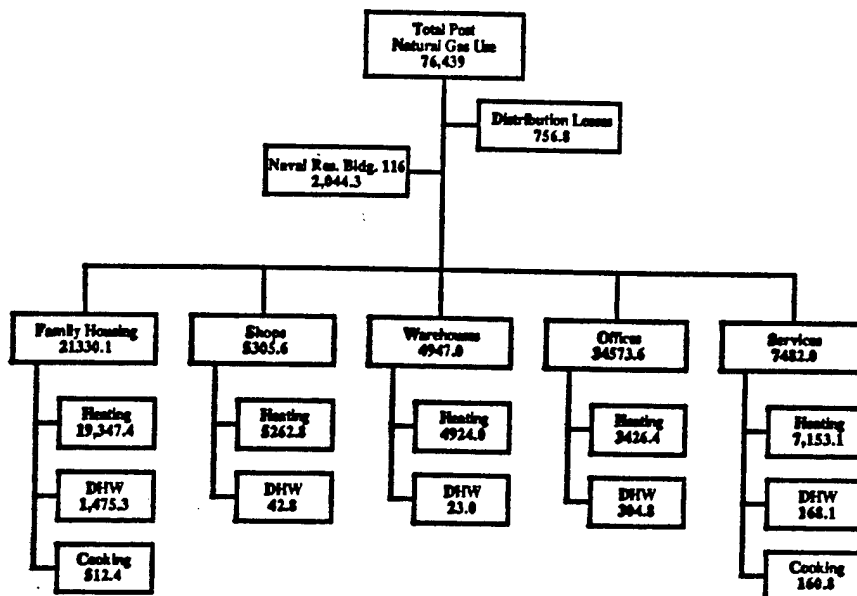 Total Post
Natural Gas Use
76,439
Distribution Losses
756.8
Naval Res. Bldg. 116
2,044.3
Family Housing
21330.1
Shops
5305.6
Warehouses
4947.0
Offices
34573.6
Services
7482.0
Heating
19,347.4
Heating
5262.8
Heating
4924.0
Heating
3426.4
Heating
7,153.1
DHW
1,475.3
DHW
42.8
DHW
23.0
DHW
304.8
DHW
168.1
Cooking
512.4
Cooking
160.8